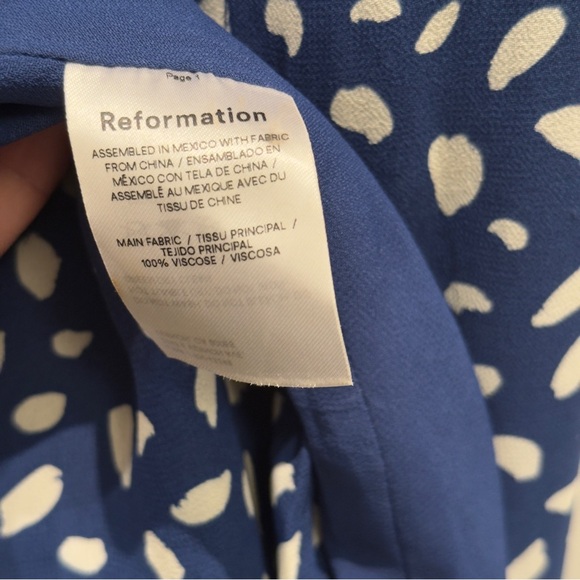 Page 1
Reformation
ASSEMBLED IN MEXICO WITH FABRIC
FROM CHINA / ENSAMBLADO EN
MÉXICO CON TELA DE CHINA /
ASSEMBLÉ AU MEXIQUE AVEC DU
TISSU DE CHINE
MAIN FABRIC / TISSU PRINCIPAL /
TEJIDO PRINCIPAL
100% VISCOSE / VISCOSA